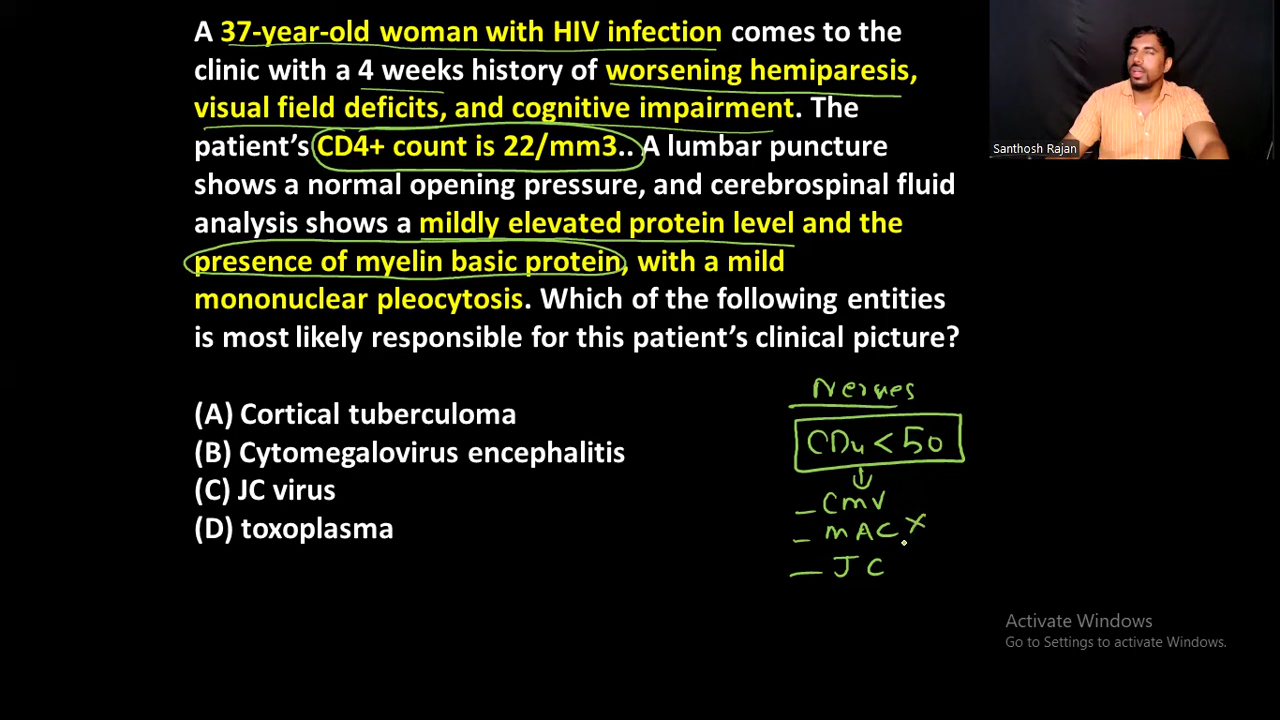 A 37-year-old woman with HIV infection comes to the
clinic with a 4 weeks history of worsening hemiparesis,
visual field deficits, and cognitive impairment. The
patient's CD4+ count is 22/mm3.. A lumbar puncture
shows a normal opening pressure, and cerebrospinal fluid
analysis shows a mildly elevated protein level and the
presence of myelin basic protein, with a mild
mononuclear pleocytosis. Which of the following entities
is most likely responsible for this patient's clinical picture?
Santhosh Rajan
(A) Cortical tuberculoma
(B) Cytomegalovirus encephalitis
(C) JC virus
(D) toxoplasma
Nerves
CD4 < 50
– CMV
– MAC x
– JC
Activate Windows
Go to Settings to activate Windows.